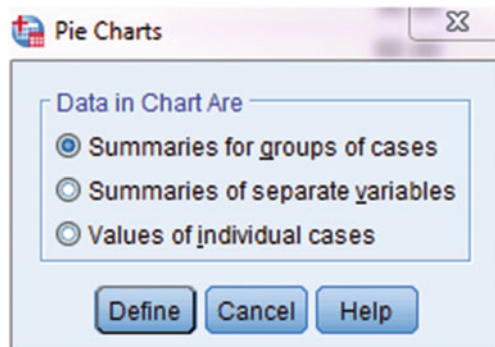 Pie Charts
Data in Chart Are
Summaries for groups of cases
Summaries of separate variables
Values of individual cases
Define Cancel Help